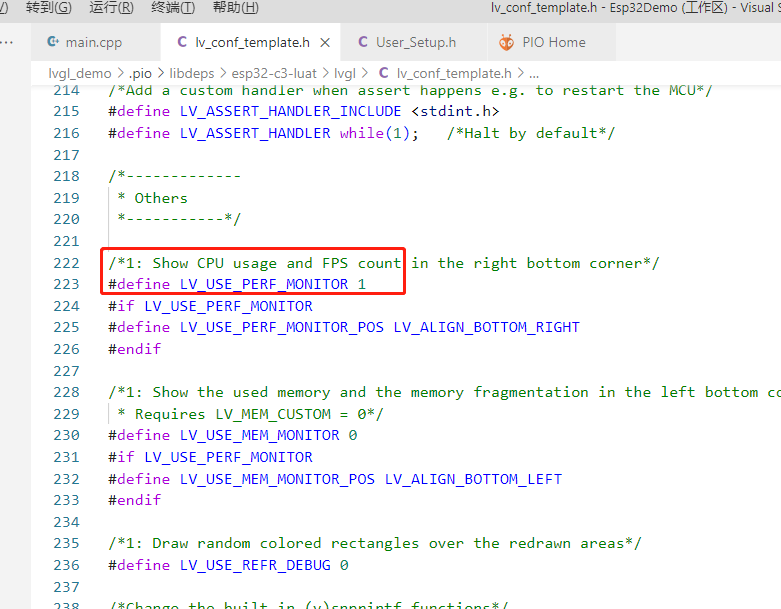 转到(G) 运行(R) 终端(T) 帮助(H) lv_conf_template.h - Esp32Demo (工作区) - Visual
main.cpp C lv_conf_template.h × C User_Setup.h PIO Home
lvgl_demo > .pio > libdeps > esp32-c3-luat > lvgl > C lv_conf_template.h > ...
214 /*Add a custom handler when assert happens e.g. to restart the MCU*/
215 #define LV_ASSERT_HANDLER_INCLUDE <stdint.h>
216 #define LV_ASSERT_HANDLER while(1); /*Halt by default*/
217
218 /*-------------
219 * Others
220 *-----------*/
221
222 /*1: Show CPU usage and FPS count in the right bottom corner*/
223 #define LV_USE_PERF_MONITOR 1
224 #if LV_USE_PERF_MONITOR
225 #define LV_USE_PERF_MONITOR_POS LV_ALIGN_BOTTOM_RIGHT
226 #endif
227
228 /*1: Show the used memory and the memory fragmentation in the left bottom co
229 * Requires LV_MEM_CUSTOM = 0*/
230 #define LV_USE_MEM_MONITOR 0
231 #if LV_USE_PERF_MONITOR
232 #define LV_USE_MEM_MONITOR_POS LV_ALIGN_BOTTOM_LEFT
233 #endif
234
235 /*1: Draw random colored rectangles over the redrawn areas*/
236 #define LV_USE_REFR_DEBUG 0
237
238 /*Change the built in (v)snprintf functions*/